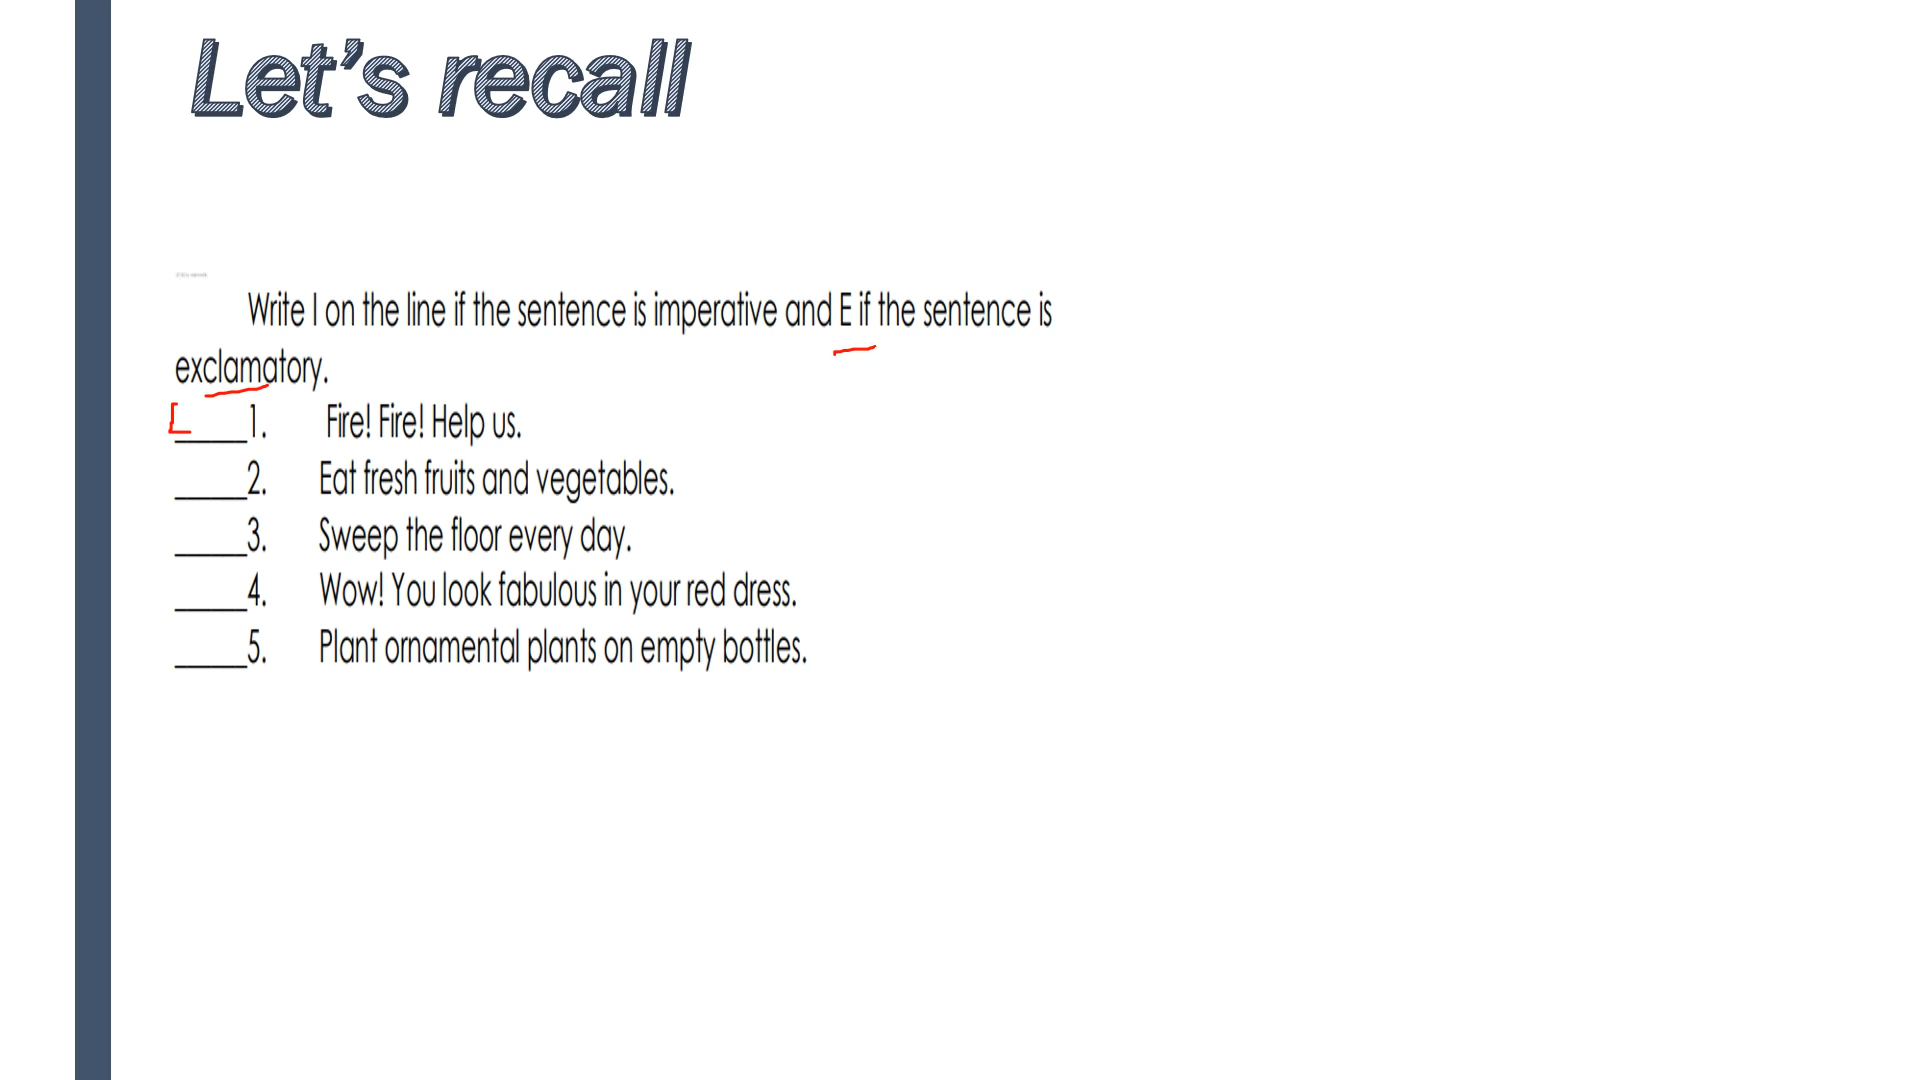 Let's recall
Write I on the line if the sentence is imperative and E if the sentence is
exclamatory.
_____1. Fire! Fire! Help us.
_____2. Eat fresh fruits and vegetables.
_____3. Sweep the floor every day.
_____4. Wow! You look fabulous in your red dress.
_____5. Plant ornamental plants on empty bottles.